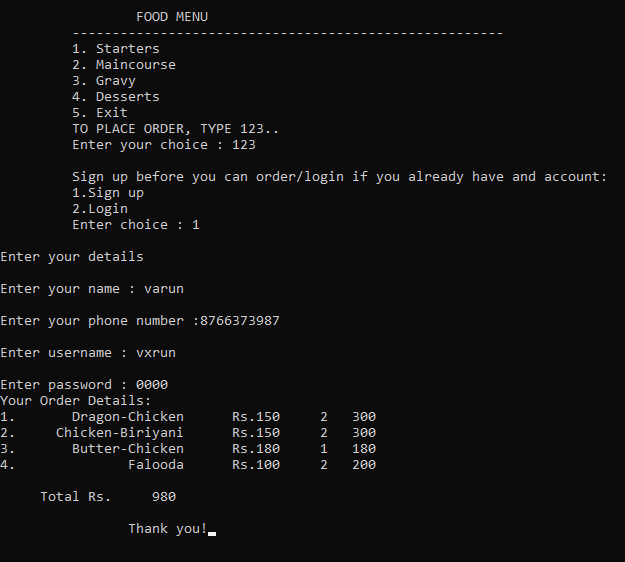 FOOD MENU
------------------------------------------------------
1. Starters
2. Maincourse
3. Gravy
4. Desserts
5. Exit
TO PLACE ORDER, TYPE 123..
Enter your choice : 123
Sign up before you can order/login if you already have and account:
1.Sign up
2.Login
Enter choice : 1
Enter your details
Enter your name : varun
Enter your phone number :8766373987
Enter username : vxrun
Enter password : 0000
Your Order Details:
1. Dragon-Chicken Rs.150 2 300
2. Chicken-Biriyani Rs.150 2 300
3. Butter-Chicken Rs.180 1 180
4. Falooda Rs.100 2 200
Total Rs. 980
Thank you!